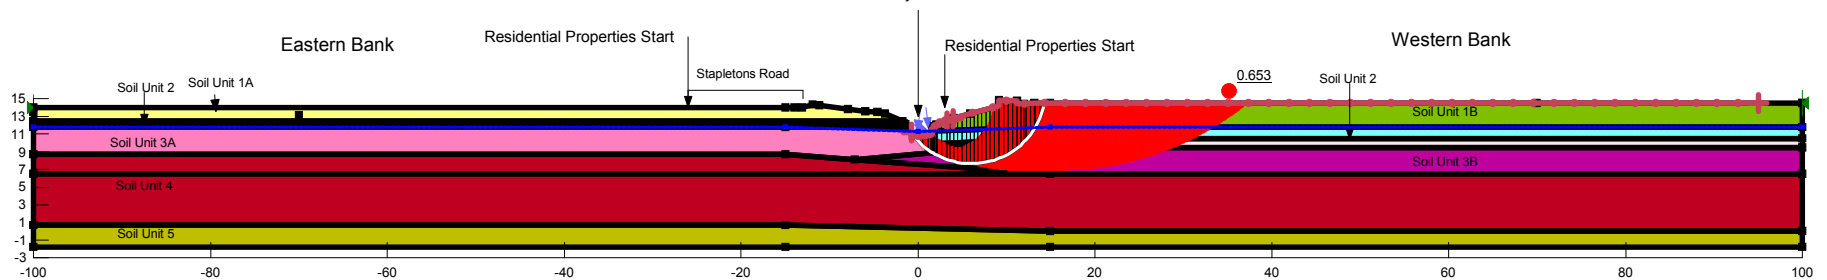 Eastern Bank
Residential Properties Start
Residential Properties Start
Western Bank
Stapletons Road
Soil Unit 2
Soil Unit 1A
0.653
Soil Unit 2
Soil Unit 1B
Soil Unit 3A
Soil Unit 3B
Soil Unit 4
Soil Unit 5
15
13
11
9
7
5
3
1
-1
-3
-100
-80
-60
-40
-20
0
20
40
60
80
100